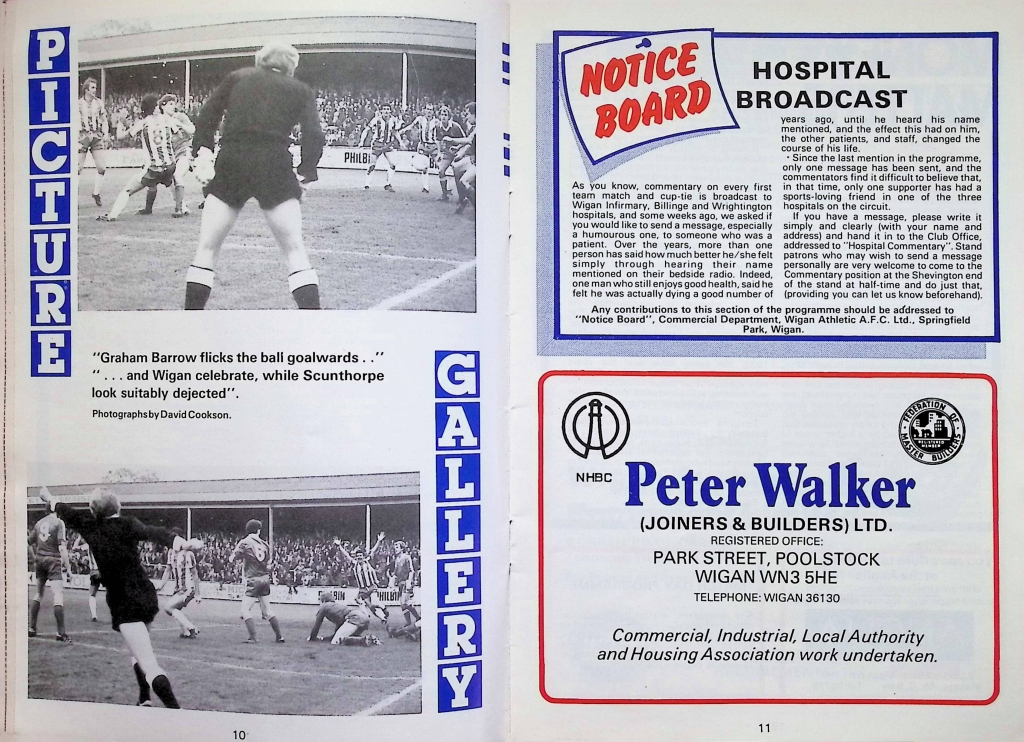 PICTURE
PHILBIN
"Graham Barrow flicks the ball goalwards . ."
" . . . and Wigan celebrate, while Scunthorpe
look suitably dejected".
Photographs by David Cookson.
GALLERY
PHILBIN
10
NOTICE
BOARD
HOSPITAL
BROADCAST
As you know, commentary on every first
team match and cup-tie is broadcast to
Wigan Infirmary, Billinge and Wrightington
hospitals, and some weeks ago, we asked if
you would like to send a message, especially
a humourous one, to someone who was a
patient. Over the years, more than one
person has said how much better he/she felt
simply through hearing their name
mentioned on their bedside radio. Indeed,
one man who still enjoys good health, said he
felt he was actually dying a good number of
years ago, until he heard his name
mentioned, and the effect this had on him,
the other patients, and staff, changed the
course of his life.
Since the last mention in the programme,
only one message has been sent, and the
commentators find it difficult to believe that,
in that time, only one supporter has had a
sports-loving friend in one of the three
hospitals on the circuit.
If you have a message, please write it
simply and clearly (with your name and
address) and hand it in to the Club Office,
addressed to "Hospital Commentary". Stand
patrons who may wish to send a message
personally are very welcome to come to the
Commentary position at the Shevington end
of the stand at half-time and do just that,
(providing you can let us know beforehand).
Any contributions to this section of the programme should be addressed to
"Notice Board", Commercial Department, Wigan Athletic A.F.C. Ltd., Springfield
Park, Wigan.
NHBC
FEDERATION OF
MASTER BUILDERS
REGISTERED
MEMBER
Peter Walker
(JOINERS & BUILDERS) LTD.
REGISTERED OFFICE:
PARK STREET, POOLSTOCK
WIGAN WN3 5HE
TELEPHONE: WIGAN 36130
Commercial, Industrial, Local Authority
and Housing Association work undertaken.
11